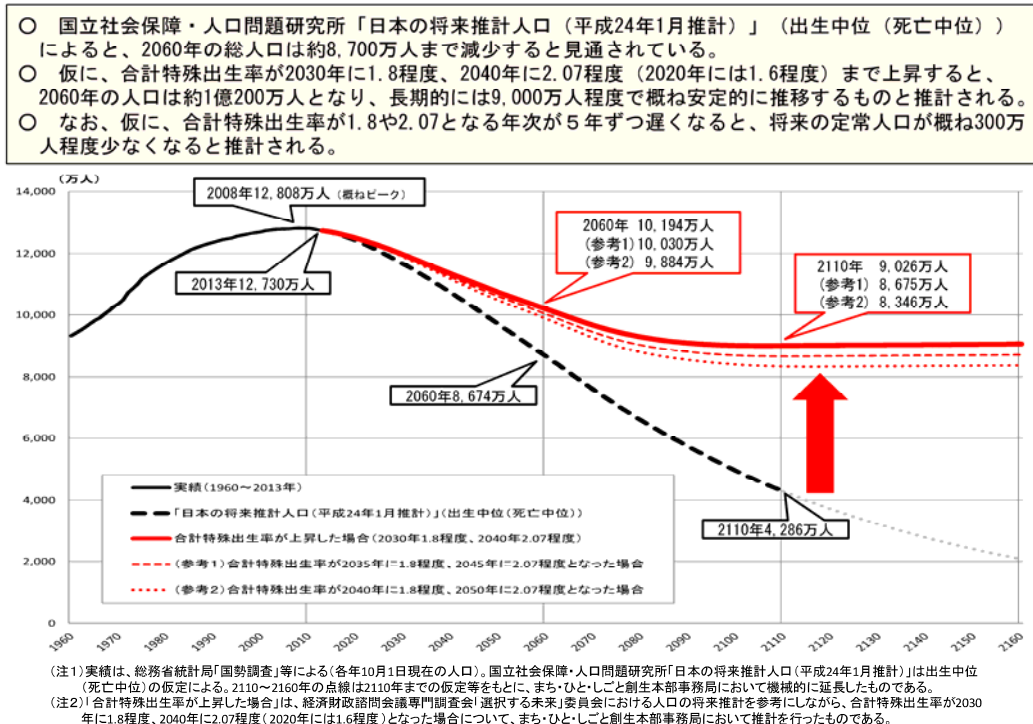 ○　国立社会保障・人口問題研究所「日本の将来推計人口（平成24年1月推計）」（出生中位（死亡中位））
によると、2060年の総人口は約8,700万人まで減少すると見通されている。
○　仮に、合計特殊出生率が2030年に1.8程度、2040年に2.07程度（2020年には1.6程度）まで上昇すると、
2060年の人口は約1億200万人となり、長期的には9,000万人程度で概ね安定的に推移するものと推計される。
○　なお、仮に、合計特殊出生率が1.8や2.07となる年次が５年ずつ遅くなると、将来の定常人口が概ね300万
人程度少なくなると推計される。
(万人)
14,000
12,000
10,000
8,000
6,000
4,000
2,000
0
2008年12,808万人（概ねピーク）
2013年12,730万人
2060年 10,194万人
(参考1) 10,030万人
(参考2) 9,884万人
2110年 9,026万人
(参考1) 8,675万人
(参考2) 8,346万人
2060年8,674万人
2110年4,286万人
実績(1960～2013年)
「日本の将来推計人口(平成24年1月推計)」(出生中位(死亡中位))
合計特殊出生率が上昇した場合(2030年1.8程度、2040年2.07程度)
(参考1)合計特殊出生率が2035年に1.8程度、2045年に2.07程度となった場合
(参考2)合計特殊出生率が2040年に1.8程度、2050年に2.07程度となった場合
1960 1970 1980 1990 2000 2010 2020 2030 2040 2050 2060 2070 2080 2090 2100 2110 2120 2130 2140 2150 2160
(注1)実績は、総務省統計局「国勢調査」等による(各年10月1日現在の人口)。国立社会保障・人口問題研究所「日本の将来推計人口(平成24年1月推計)」は出生中位
(死亡中位)の仮定による。2110～2160年の点線は2110年までの仮定等をもとに、まち・ひと・しごと創生本部事務局において機械的に延長したものである。
(注2)「合計特殊出生率が上昇した場合」は、経済財政諮問会議専門調査会「選択する未来」委員会における人口の将来推計を参考にしながら、合計特殊出生率が2030
年に1.8程度、2040年に2.07程度(2020年には1.6程度)となった場合について、まち・ひと・しごと創生本部事務局において推計を行ったものである。